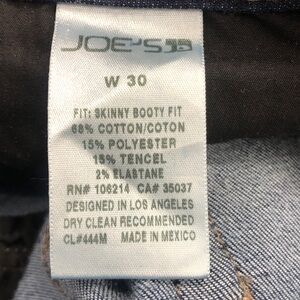 JOE'S
W 30
FIT: SKINNY BOOTY FIT
68% COTTON/COTON
15% POLYESTER
15% TENCEL
2% ELASTANE
RN# 106214 CA# 35037
DESIGNED IN LOS ANGELES
DRY CLEAN RECOMMENDED
CL#444M MADE IN MEXICO